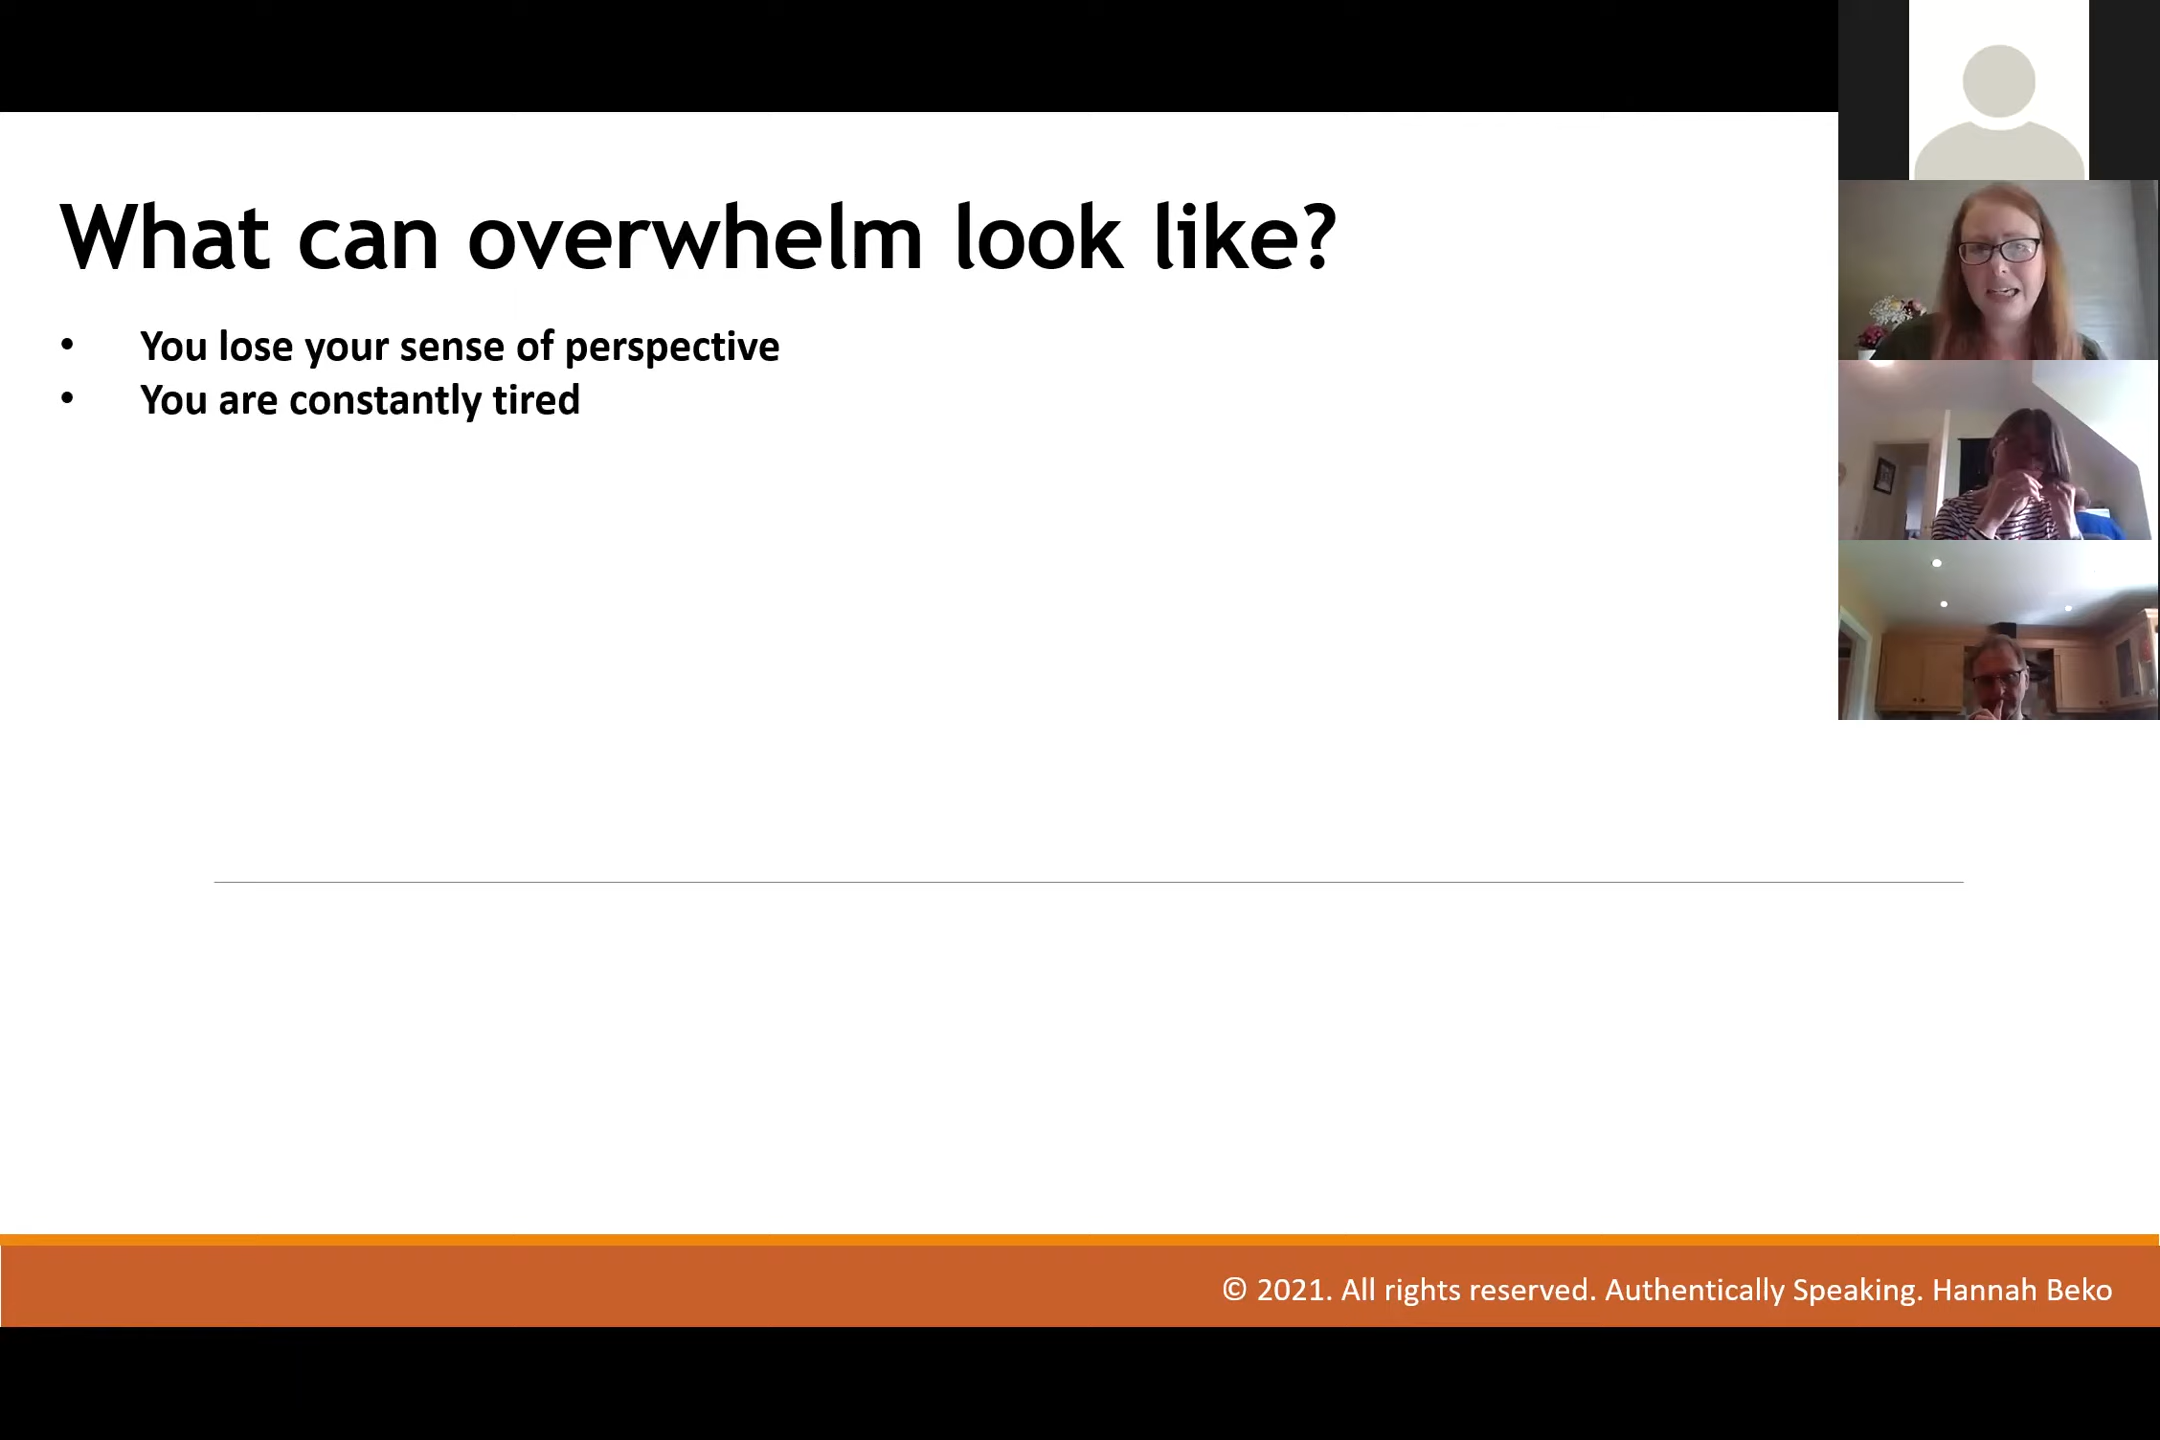 What can overwhelm look like?
• You lose your sense of perspective
• You are constantly tired
© 2021. All rights reserved. Authentically Speaking. Hannah Beko